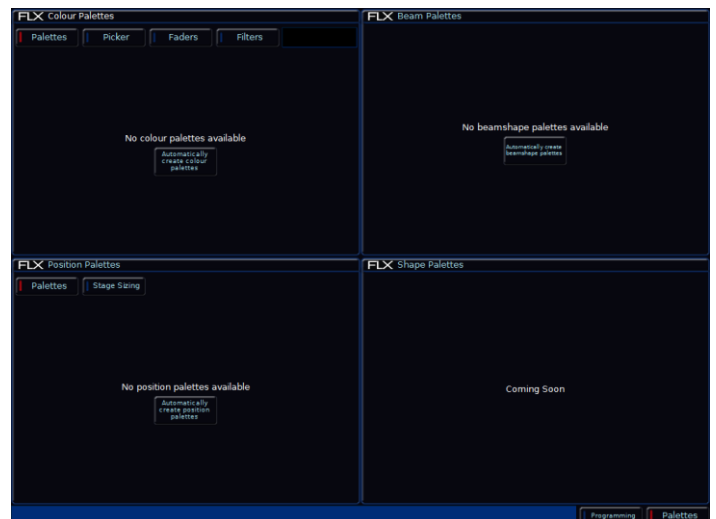 FLX Colour Palettes
Palettes Picker Faders Filters
No colour palettes available
Automatically
create colour
palettes
FLX Beam Palettes
No beamshape palettes available
Automatically create
beamshape palettes
FLX Position Palettes
Palettes Stage Sizing
No position palettes available
Automatically
create position
palettes
FLX Shape Palettes
Coming Soon
Programming Palettes